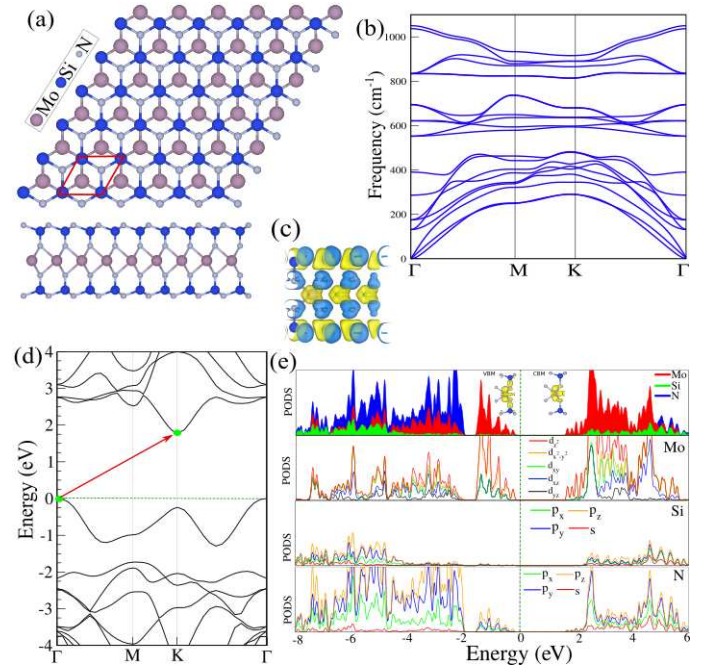 (a)
Mo Si N
(b)
1000
800
600
400
200
0
Frequency (cm⁻¹)
Γ M K Γ
(c)
(d)
4
3
2
1
0
-1
-2
-3
-4
Energy (eV)
Γ M K Γ
(e)
VBM
CBM
Mo
Si
N
PODS
Mo
d_z²
d_x²-y²
d_xy
d_xz
d_yz
PODS
Si
p_x p_z
p_y s
N
p_x p_z
p_y s
PODS
-8 -6 -4 -2 0 2 4 6
Energy (eV)